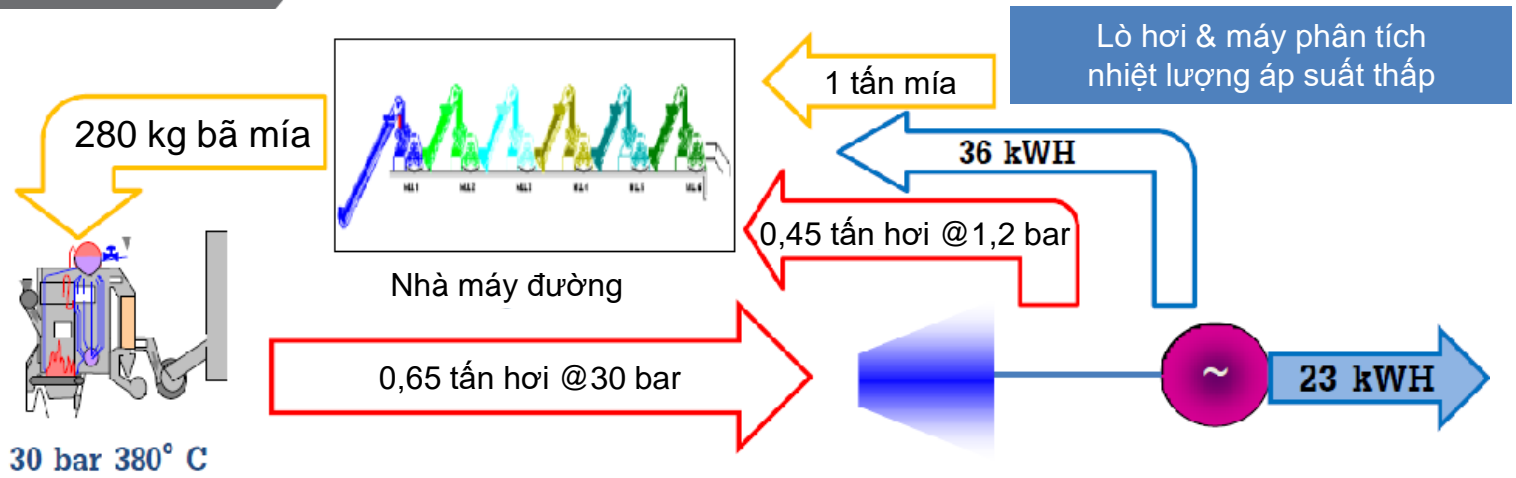 Lò hơi & máy phân tích
nhiệt lượng áp suất thấp
1 tấn mía
280 kg bã mía
36 kWH
0,45 tấn hơi @1,2 bar
Nhà máy đường
0,65 tấn hơi @30 bar
~
23 kWH
30 bar 380° C